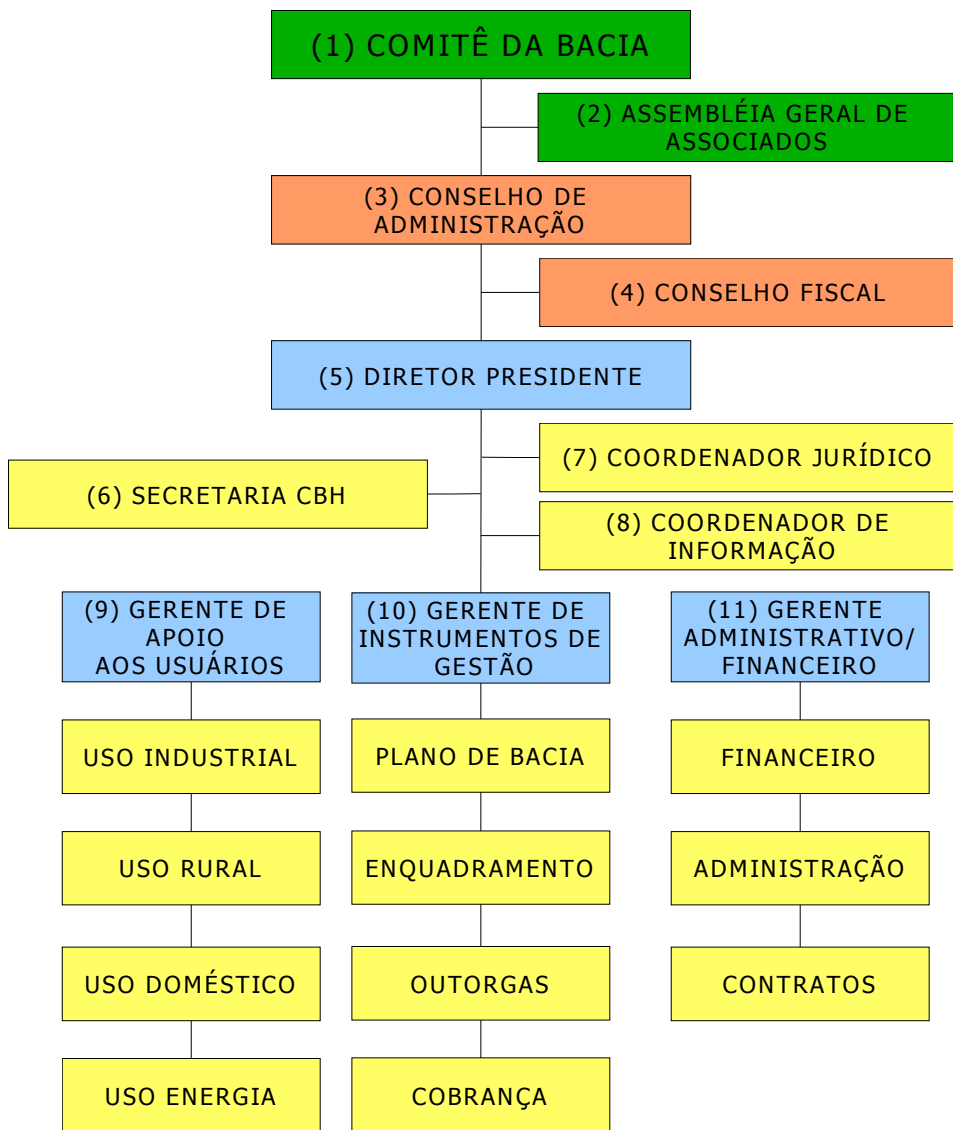 (1) COMITÊ DA BACIA
(2) ASSEMBLÉIA GERAL DE
ASSOCIADOS
(3) CONSELHO DE
ADMINISTRAÇÃO
(4) CONSELHO FISCAL
(5) DIRETOR PRESIDENTE
(7) COORDENADOR JURÍDICO
(6) SECRETARIA CBH
(8) COORDENADOR DE
INFORMAÇÃO
(9) GERENTE DE
APOIO
AOS USUÁRIOS
(10) GERENTE DE
INSTRUMENTOS DE
GESTÃO
(11) GERENTE
ADMINISTRATIVO/
FINANCEIRO
USO INDUSTRIAL
PLANO DE BACIA
FINANCEIRO
USO RURAL
ENQUADRAMENTO
ADMINISTRAÇÃO
USO DOMÉSTICO
OUTORGAS
CONTRATOS
USO ENERGIA
COBRANÇA